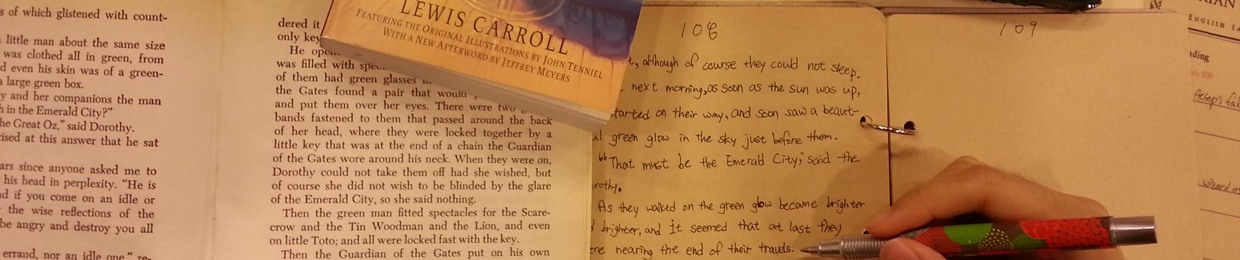 s of which glistened with count-
little man about the same size
was clothed all in green, from
d even his skin was of a green-
large green box.
y and her companions the man
h in the Emerald City?"
he Great Oz," said Dorothy.
ised at this answer that he sat
ars since anyone asked me to
his head in perplexity. "He is
d if you come on an idle or
the wise reflections of the
be angry and destroy you all
errand, nor an idle one," re-
dered it
only key
He ope
was filled with
of them had green glasses
the Gates found a pair that would
and put them over her eyes. There were two
bands fastened to them that passed around the back
of her head, where they were locked together by a
little key that was at the end of a chain the Guardian
of the Gates wore around his neck. When they were on,
Dorothy could not take them off had she wished, but
of course she did not wish to be blinded by the glare
of the Emerald City, so she said nothing.
Then the green man fitted spectacles for the Scare-
crow and the Tin Woodman and the Lion, and even
on little Toto; and all were locked fast with the key.
Then the Guardian of the Gates put on his own
LEWIS CARROLL
FEATURING THE ORIGINAL ILLUSTRATIONS BY JOHN TENNIEL
WITH A NEW AFTERWORD BY JEFFREY MEYERS
108
t, although of course they could not sleep.
next morning, as soon as the sun was up,
started on their way, and soon saw a beaut-
l green glow in the sky just before them.
"That must be the Emerald City," said the
rothy.
As they walked on the green glow became brighter
d brighter, and it seemed that at last they
ere nearing the end of their travels.
109
RIAN
ENGLISH
ding
Aesop's fab
wizard o